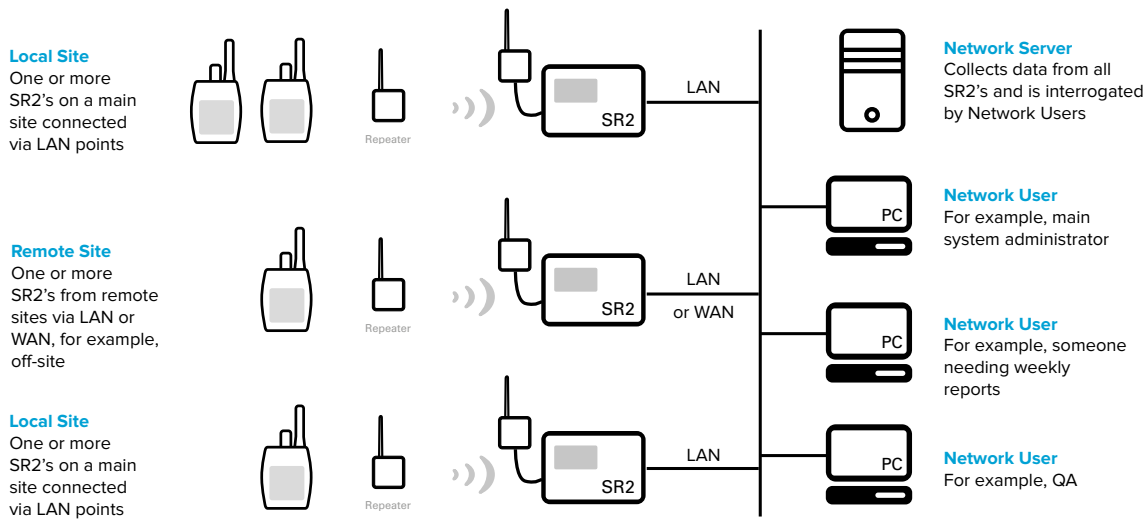 Local Site
One or more
SR2's on a main
site connected
via LAN points
Repeater
SR2
LAN
Network Server
Collects data from all
SR2's and is interrogated
by Network Users
PC
Network User
For example, main
system administrator
Remote Site
One or more
SR2's from remote
sites via LAN or
WAN, for example,
off-site
Repeater
SR2
LAN
or WAN
PC
Network User
For example, someone
needing weekly
reports
Local Site
One or more
SR2's on a main
site connected
via LAN points
Repeater
SR2
LAN
PC
Network User
For example, QA